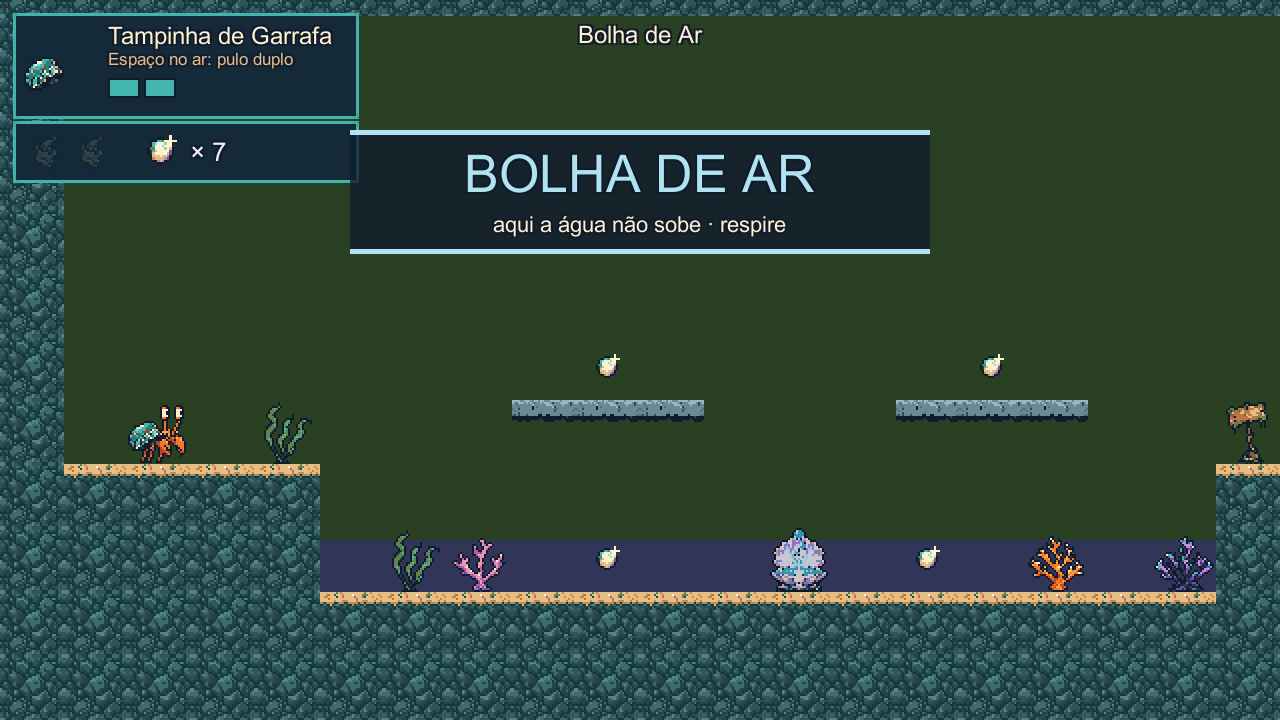 Tampinha de Garrafa
Espaço no ar: pulo duplo
× 7
Bolha de Ar
BOLHA DE AR
aqui a água não sobe · respire